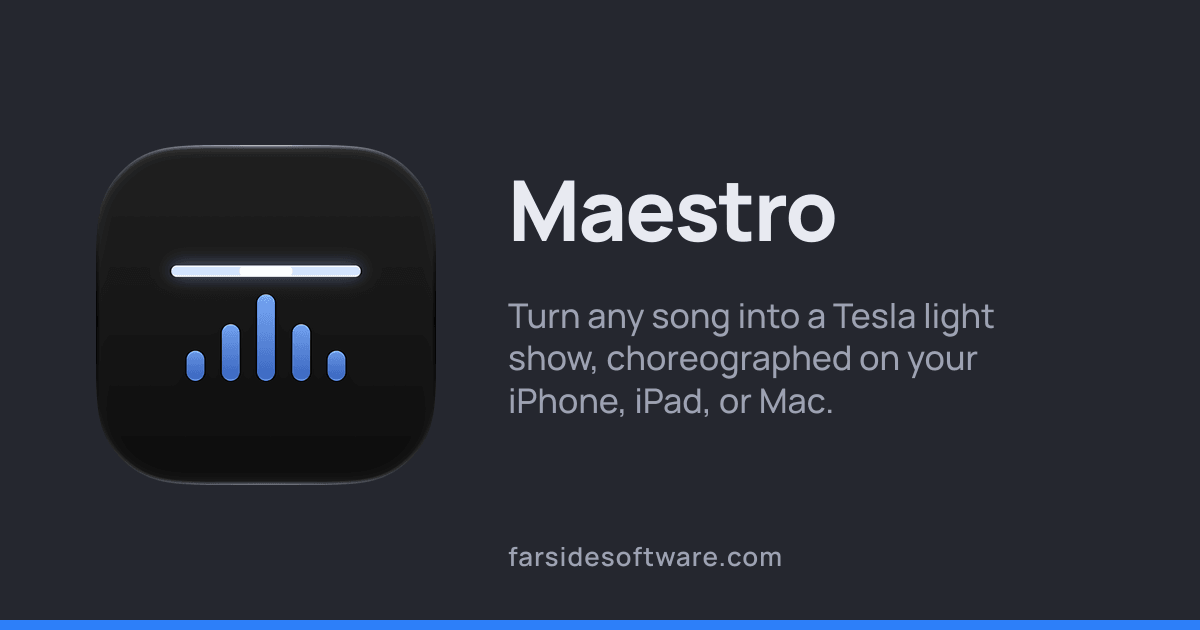 Maestro
Turn any song into a Tesla light
show, choreographed on your
iPhone, iPad, or Mac.
farsidesoftware.com